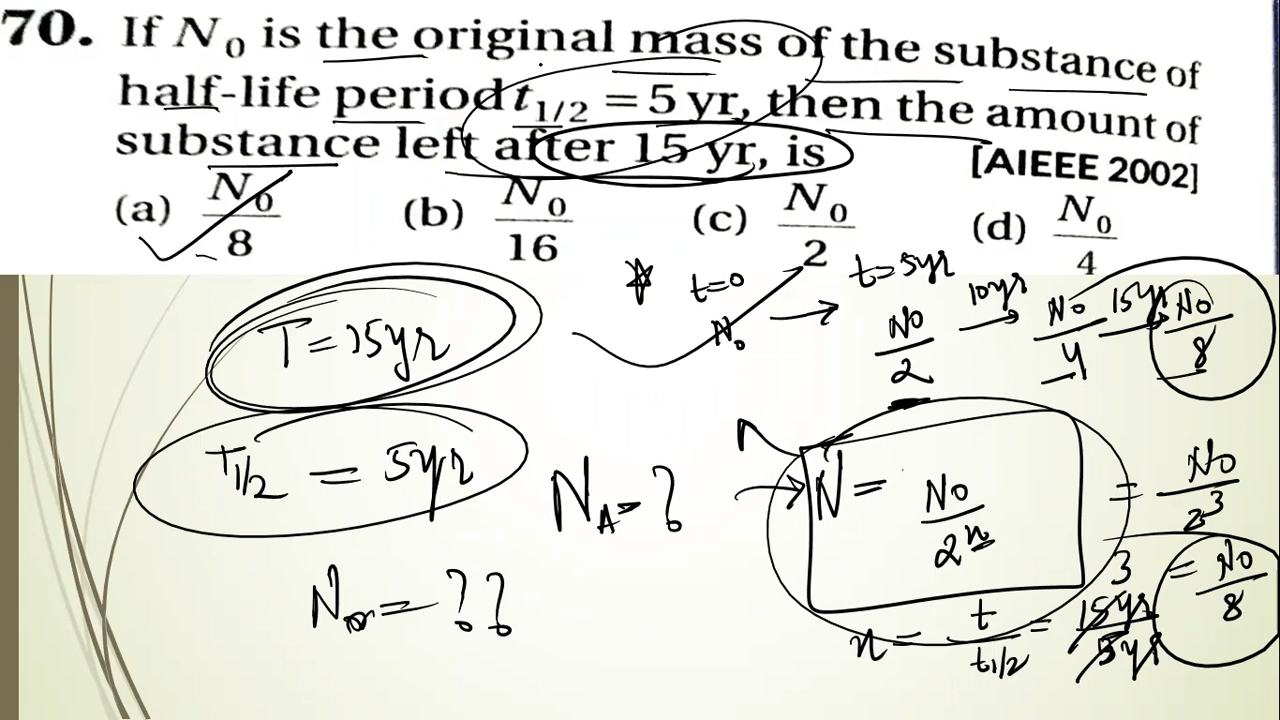 70. If N₀ is the original mass of the substance of
half-life period t₁/₂ = 5 yr, then the amount of
substance left after 15 yr, is
[AIEEE 2002]
(a) N₀/8 (b) N₀/16 (c) N₀/2 (d) N₀/4
t=0 → t=5yr 10yr → 15yr →
N₀ N₀/2 N₀/4 N₀/8
T=15yr
T1/2 = 5yr
N_A=?
N = N₀/2ⁿ = N₀/2³
= N₀/8
n = t/t1/2 = 15yr/5yr 3
= ??